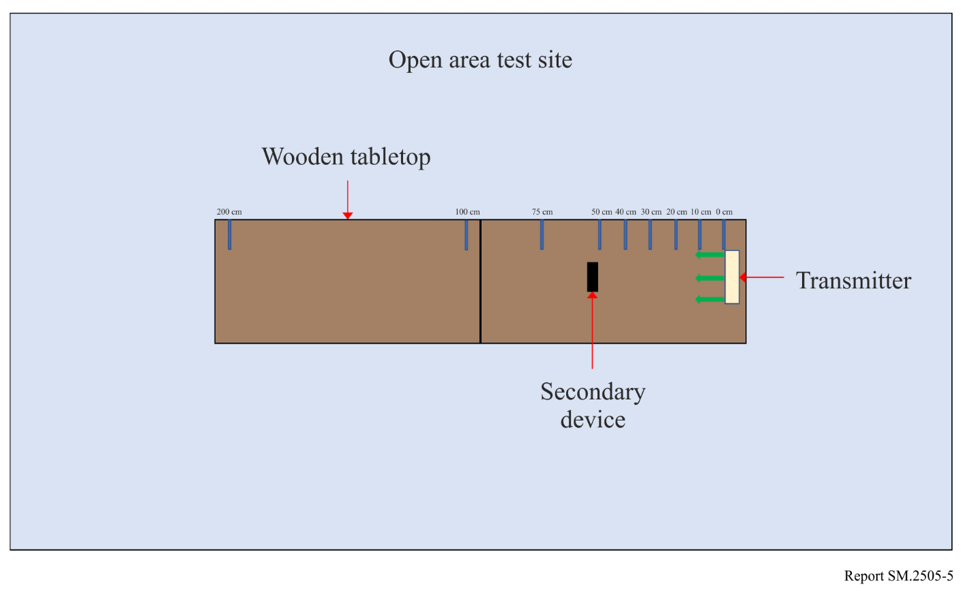 Open area test site
Wooden tabletop
200 cm 100 cm 75 cm 50 cm 40 cm 30 cm 20 cm 10 cm 0 cm
Transmitter
Secondary
device
Report SM.2505-5